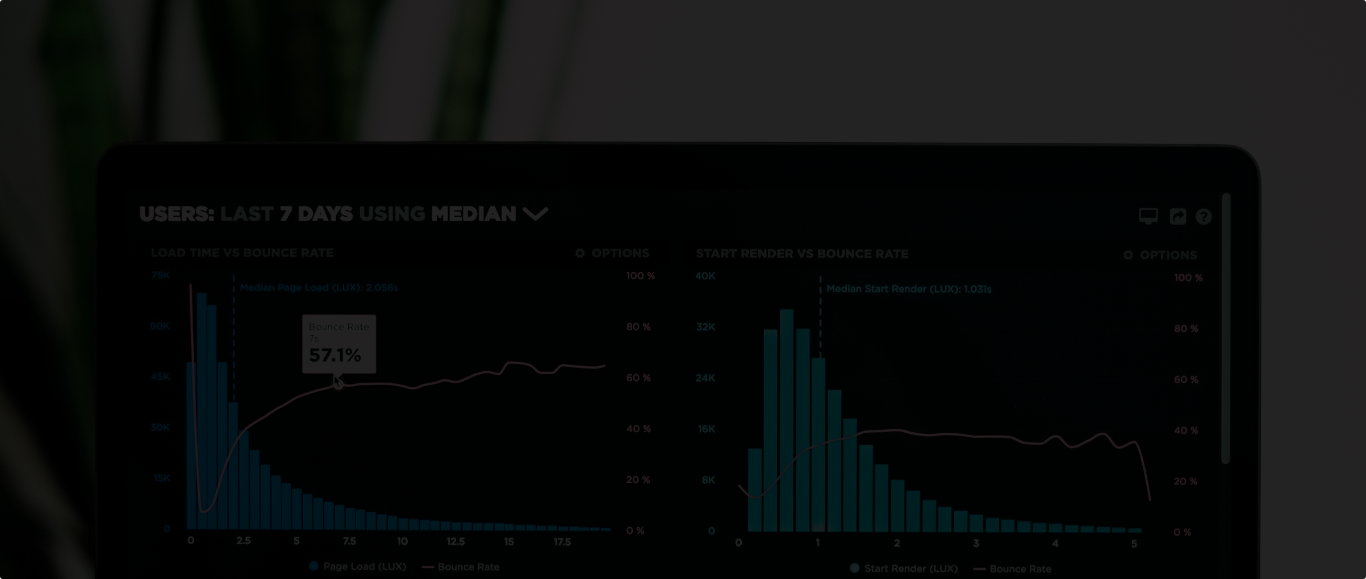 USERS: LAST 7 DAYS USING MEDIAN
LOAD TIME VS BOUNCE RATE
OPTIONS
75K
60K
45K
30K
15K
0
Median Page Load (LUX): 2.056s
Bounce Rate
7s
57.1%
100 %
80 %
60 %
40 %
20 %
0 %
0 2.5 5 7.5 10 12.5 15 17.5
Page Load (LUX) Bounce Rate
START RENDER VS BOUNCE RATE
OPTIONS
40K
32K
24K
16K
8K
0
Median Start Render (LUX): 1.031s
100 %
80 %
60 %
40 %
20 %
0 %
0 1 2 3 4 5
Start Render (LUX) Bounce Rate